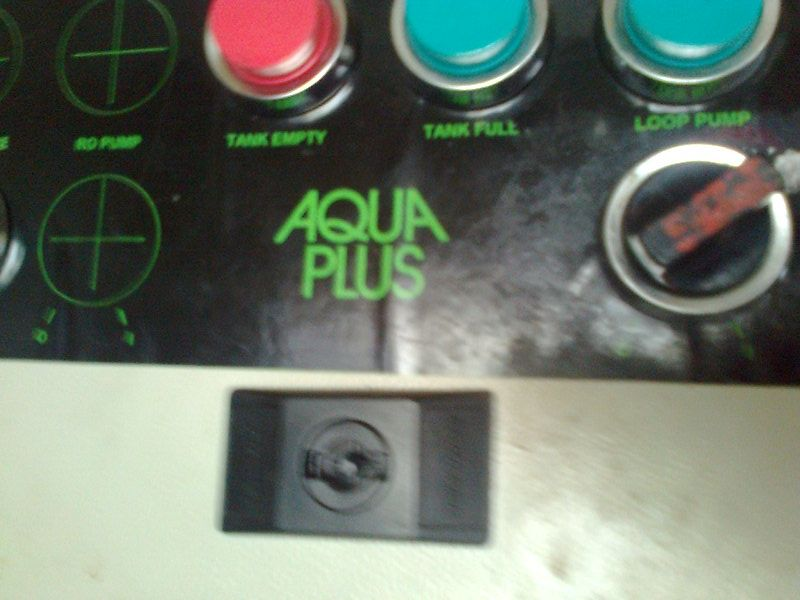 RO PUMP
TANK EMPTY
TANK FULL
LOOP PUMP
AQUA
PLUS